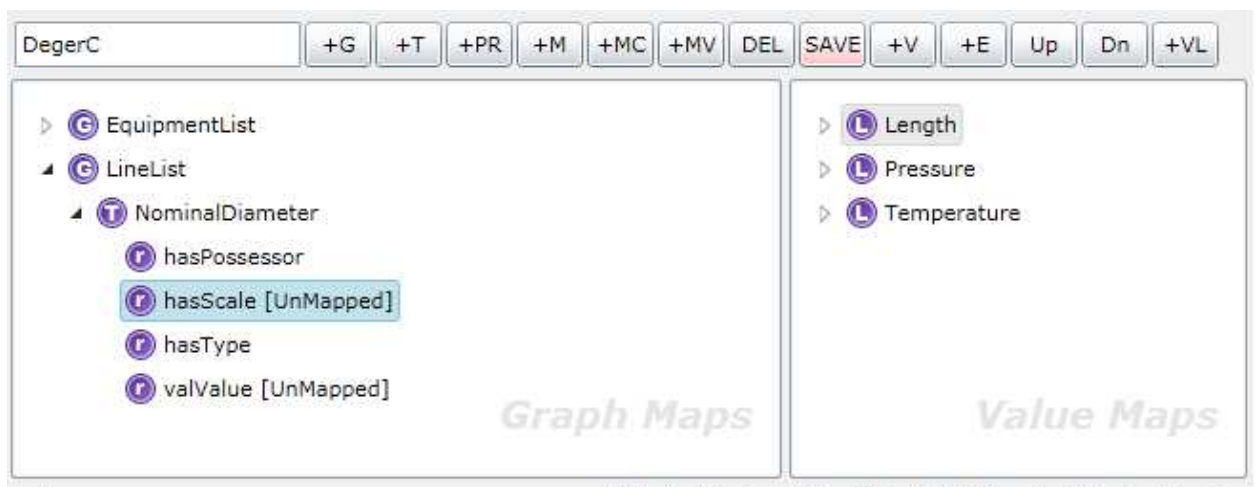 DegerC +G +T +PR +M +MC +MV DEL SAVE +V +E Up Dn +VL
G EquipmentList
G LineList
T NominalDiameter
r hasPossessor
r hasScale [UnMapped]
r hasType
r valValue [UnMapped]
Graph Maps
L Length
L Pressure
L Temperature
Value Maps